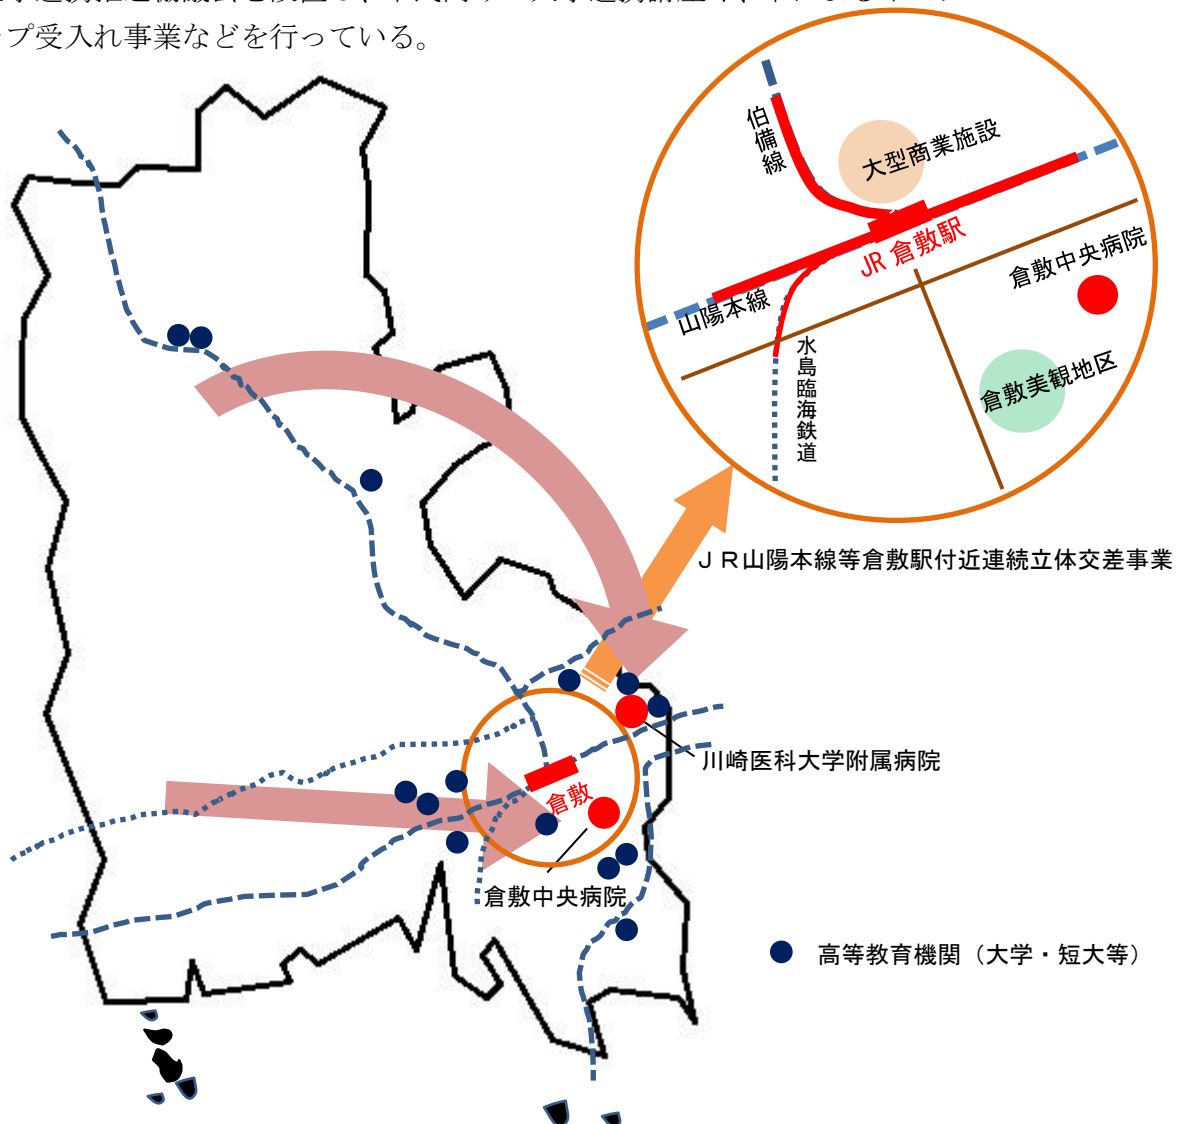 プ受入れ事業などを行っている。
伯備線
大型商業施設
JR 倉敷駅
倉敷中央病院
山陽本線
水島臨海鉄道
倉敷美観地区
ＪＲ山陽本線等倉敷駅付近連続立体交差事業
川崎医科大学附属病院
倉敷
倉敷中央病院
高等教育機関（大学・短大等）